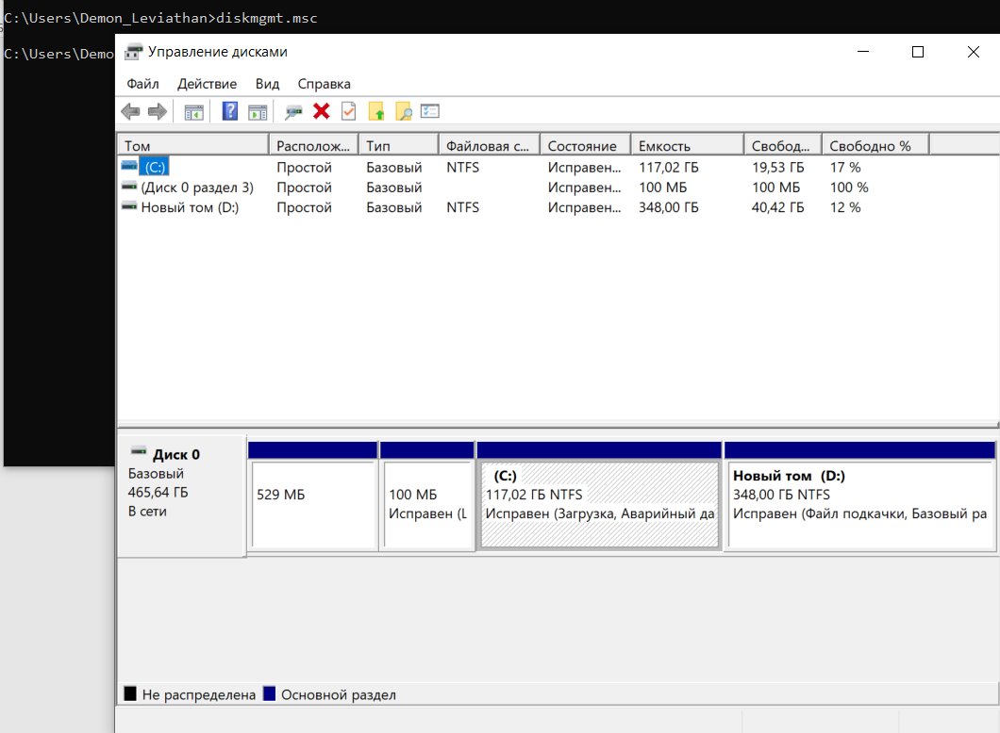 C:\Users\Demon_Leviathan>diskmgmt.msc
C:\Users\Demo
Управление дисками
Файл Действие Вид Справка
Том Располож... Тип Файловая с... Состояние Емкость Свобод... Свободно %
(C:) Простой Базовый NTFS Исправен... 117,02 ГБ 19,53 ГБ 17 %
(Диск 0 раздел 3) Простой Базовый Исправен... 100 МБ 100 МБ 100 %
Новый том (D:) Простой Базовый NTFS Исправен... 348,00 ГБ 40,42 ГБ 12 %
Диск 0
Базовый
465,64 ГБ
В сети
529 МБ
100 МБ
Исправен (
(C:)
117,02 ГБ NTFS
Исправен (Загрузка, Аварийный да
Новый том (D:)
348,00 ГБ NTFS
Исправен (Файл подкачки, Базовый ра
Не распределена Основной раздел